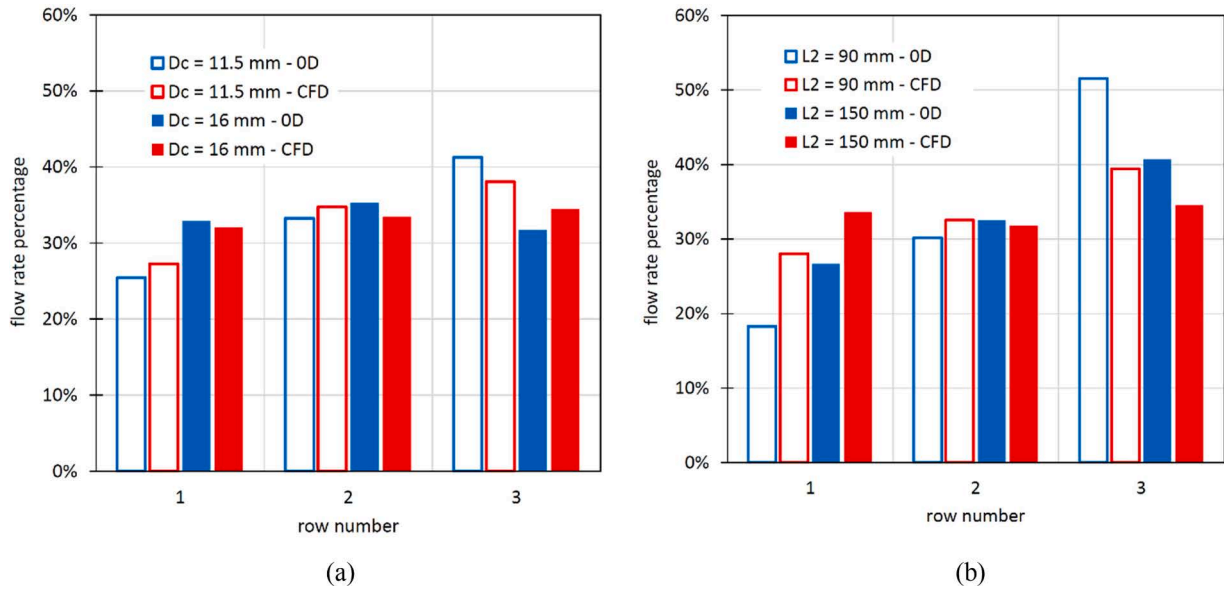 60%
50%
40%
30%
20%
10%
0%
flow rate percentage
Dc = 11.5 mm - 0D
Dc = 11.5 mm - CFD
Dc = 16 mm - 0D
Dc = 16 mm - CFD
1 2 3
row number
(a)
60%
50%
40%
30%
20%
10%
0%
flow rate percentage
L2 = 90 mm - 0D
L2 = 90 mm - CFD
L2 = 150 mm - 0D
L2 = 150 mm - CFD
1 2 3
row number
(b)